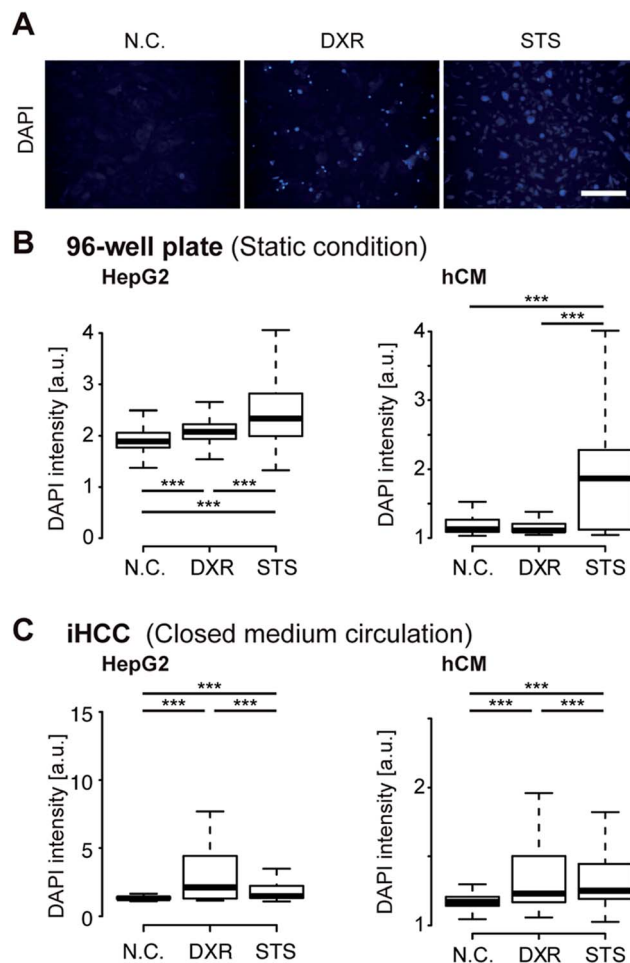 A
N.C. DXR STS
DAPI
B 96-well plate (Static condition)
HepG2 hCM
*** 
***
DAPI intensity [a.u.]
4
3
2
1
0
*** ***
***
N.C. DXR STS
DAPI intensity [a.u.]
4
3
2
1
N.C. DXR STS
C iHCC (Closed medium circulation)
HepG2 hCM
***
*** ***
DAPI intensity [a.u.]
15
10
5
0
N.C. DXR STS
***
*** ***
DAPI intensity [a.u.]
2
1
N.C. DXR STS